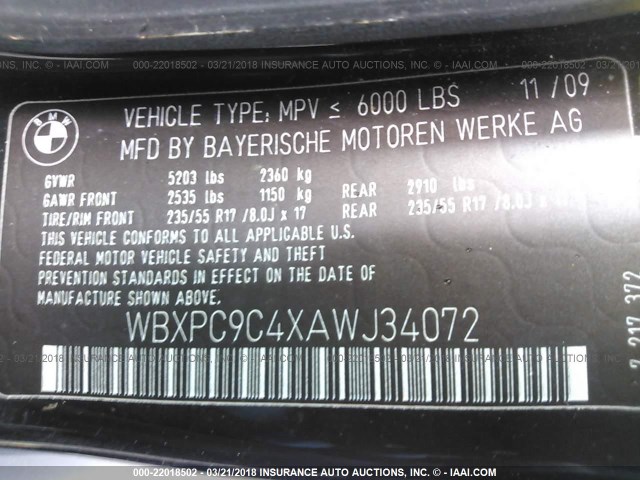 000-22018502 - 03/21/2018 INSURANCE AUTO AUCTIONS, INC. - IAAI.COM
BMW
VEHICLE TYPE: MPV ≤ 6000 LBS 11/09
MFD BY BAYERISCHE MOTOREN WERKE AG
GVWR 5203 lbs 2360 kg
GAWR FRONT 2535 lbs 1150 kg REAR 2910 lbs
TIRE/RIM FRONT 235/55 R17 /8.0J x 17 REAR 235/55 R17 /8.0J x 17
THIS VEHICLE CONFORMS TO ALL APPLICABLE U.S.
FEDERAL MOTOR VEHICLE SAFETY AND THEFT
PREVENTION STANDARDS IN EFFECT ON THE DATE OF
MANUFACTURE SHOWN ABOVE.
WBXPC9C4XAWJ34072
000-22018502 - 03/21/2018 INSURANCE AUTO AUCTIONS, INC. - IAAI.COM